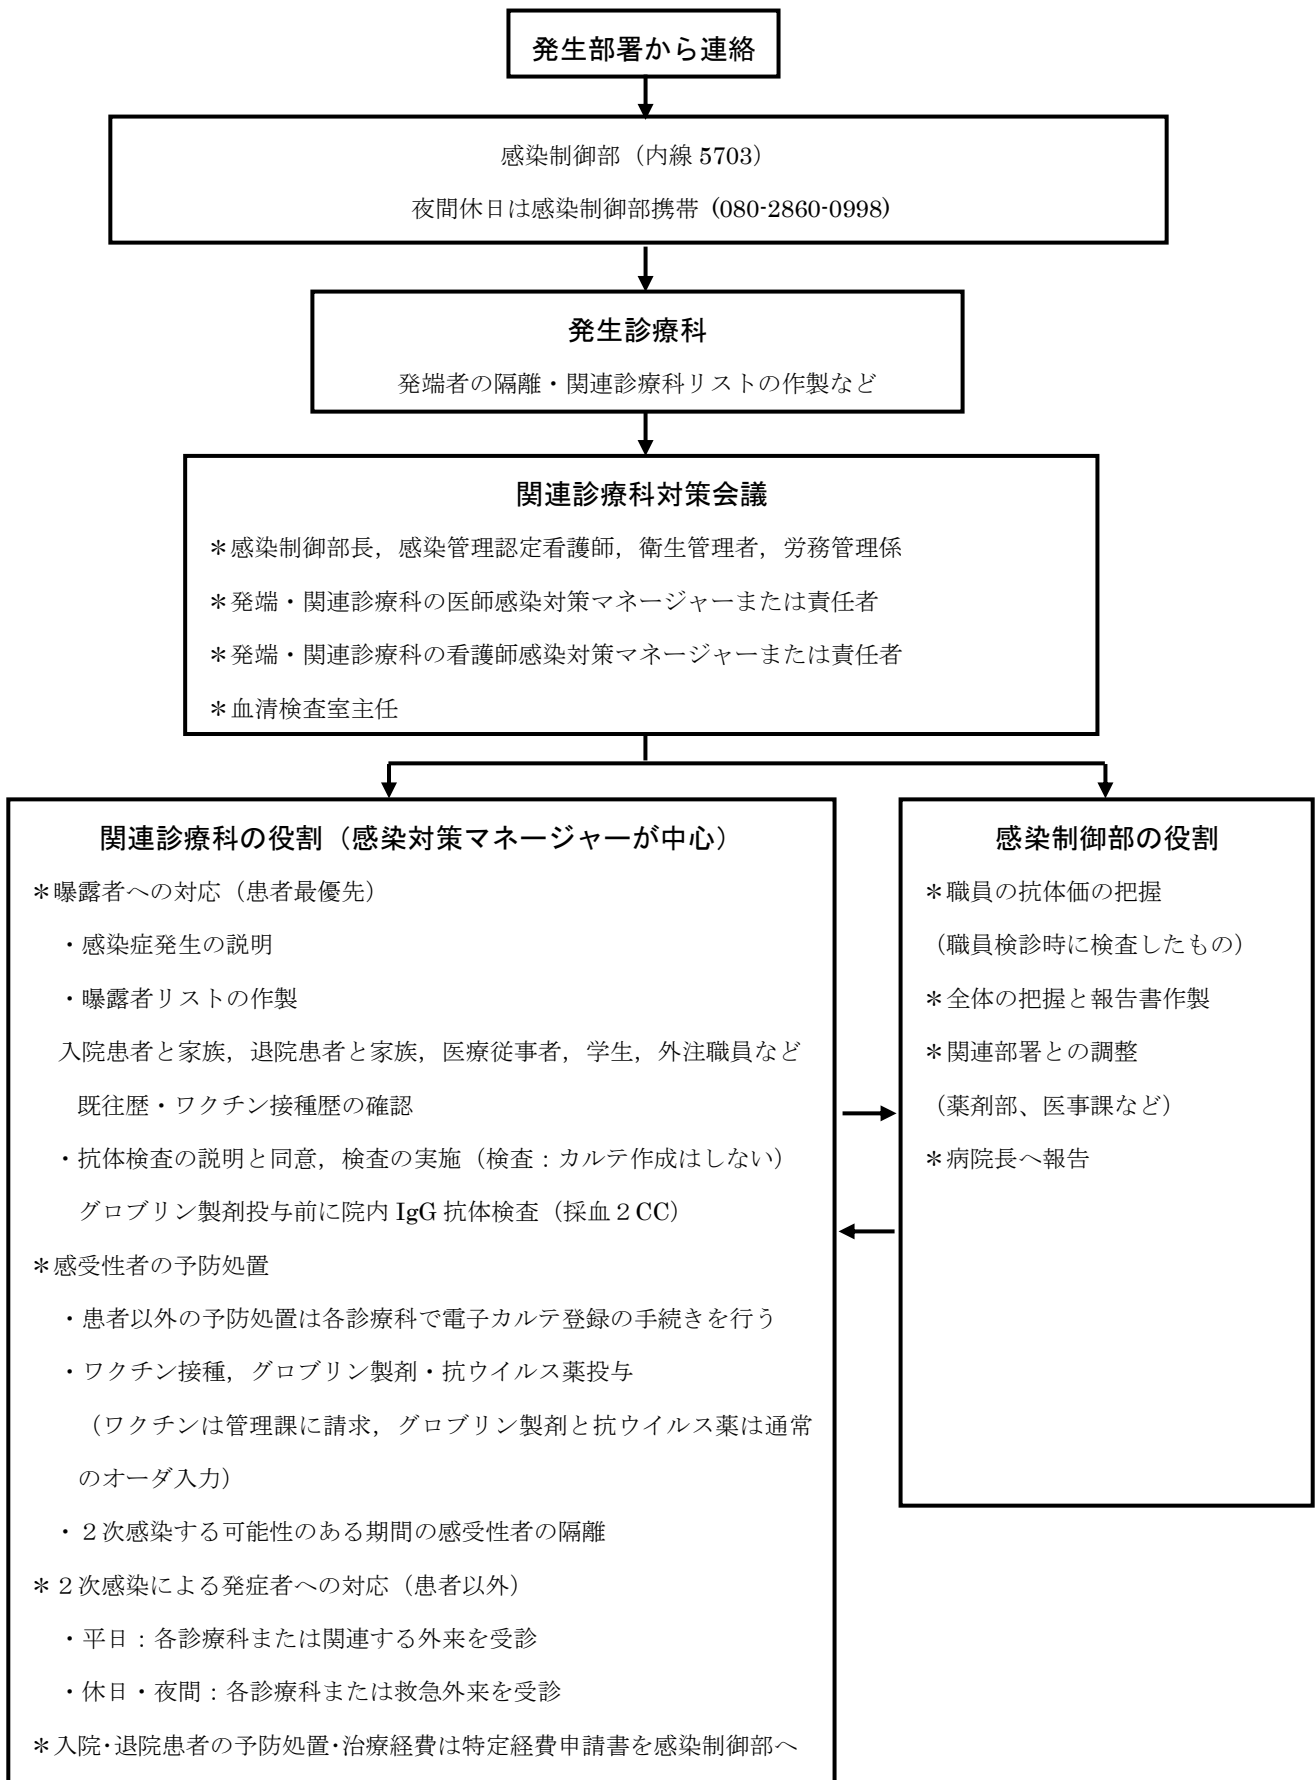 発生部署から連絡
感染制御部（内線 5703）
夜間休日は感染制御部携帯 (080-2860-0998)
発生診療科
発端者の隔離・関連診療科リストの作製など
関連診療科対策会議
＊感染制御部長，感染管理認定看護師，衛生管理者，労務管理係
＊発端・関連診療科の医師感染対策マネージャーまたは責任者
＊発端・関連診療科の看護師感染対策マネージャーまたは責任者
＊血清検査室主任
関連診療科の役割（感染対策マネージャーが中心）
＊曝露者への対応（患者最優先）
・感染症発生の説明
・曝露者リストの作製
入院患者と家族，退院患者と家族，医療従事者，学生，外注職員など
既往歴・ワクチン接種歴の確認
・抗体検査の説明と同意，検査の実施（検査：カルテ作成はしない）
グロブリン製剤投与前に院内 IgG 抗体検査（採血２CC）
＊感受性者の予防処置
・患者以外の予防処置は各診療科で電子カルテ登録の手続きを行う
・ワクチン接種，グロブリン製剤・抗ウイルス薬投与
（ワクチンは管理課に請求，グロブリン製剤と抗ウイルス薬は通常
のオーダ入力）
・２次感染する可能性のある期間の感受性者の隔離
＊２次感染による発症者への対応（患者以外）
・平日：各診療科または関連する外来を受診
・休日・夜間：各診療科または救急外来を受診
＊入院･退院患者の予防処置･治療経費は特定経費申請書を感染制御部へ
感染制御部の役割
＊職員の抗体価の把握
（職員検診時に検査したもの）
＊全体の把握と報告書作製
＊関連部署との調整
（薬剤部、医事課など）
＊病院長へ報告